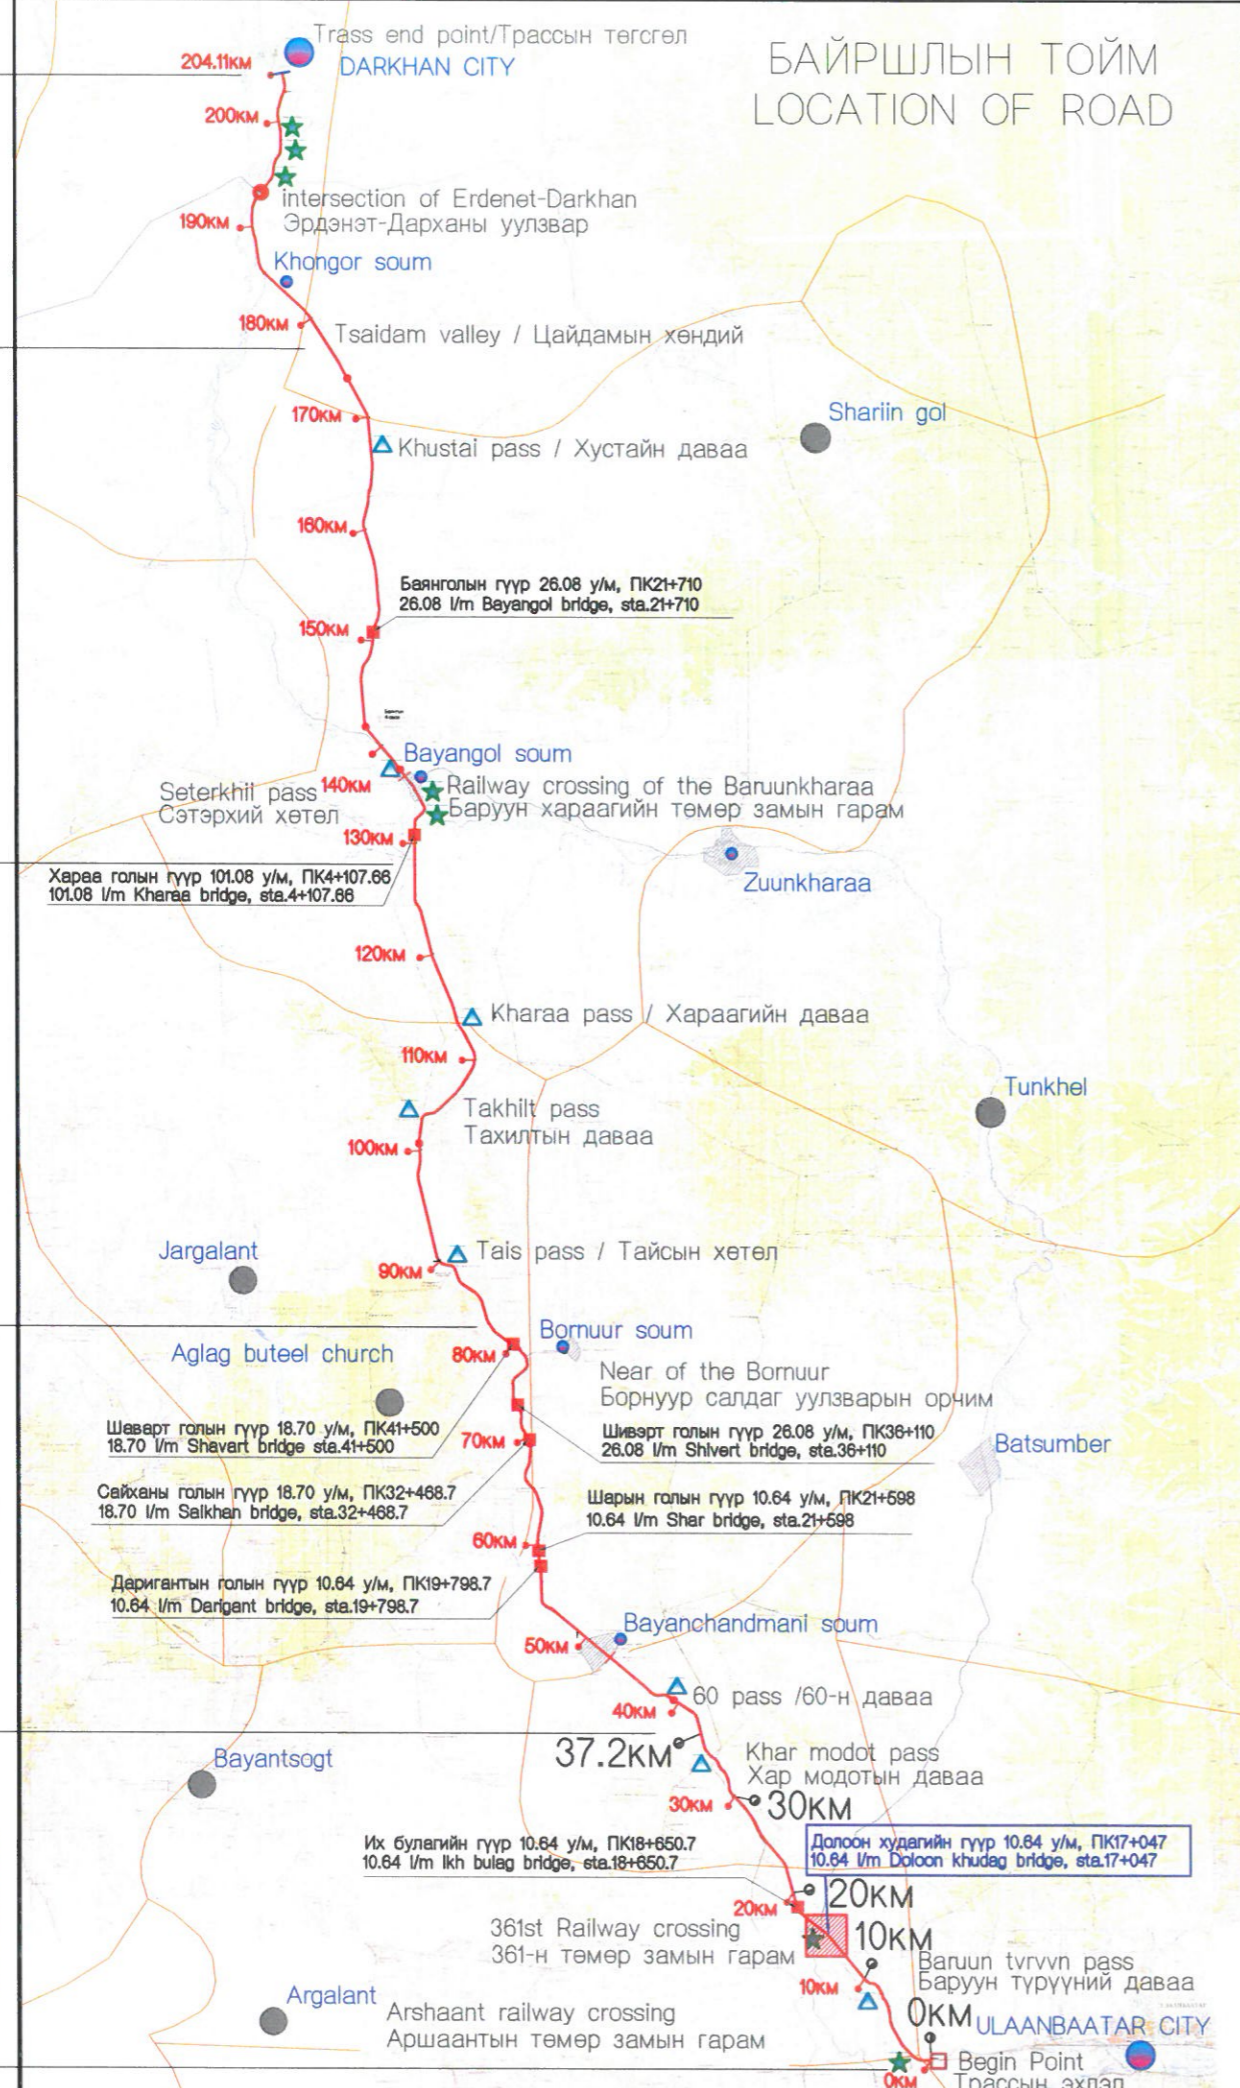 Trass end point/Трассын төгсгөл
DARKHAN CITY
БАЙРШЛЫН ТОЙМ
LOCATION OF ROAD
204.11км
200км
intersection of Erdenet-Darkhan
Эрдэнэт-Дарханы уулзвар
190км
Khongor soum
180км
Tsaidam valley / Цайдамын хөндий
170км
Shariin gol
Khustai pass / Хустайн даваа
160км
Баянголын гүүр 26.08 у/м, ПК21+710
26.08 l/m Bayangol bridge, sta.21+710
150км
Bayangol soum
140км
Seterkhii pass
Сэтэрхий хөтөл
Railway crossing of the Baruunkharaa
Баруун хараагийн төмөр замын гарам
130км
Хараа голын гүүр 101.08 у/м, ПК4+107.66
101.08 l/m Kharaa bridge, sta.4+107.66
Zuunkharaa
120км
Kharaa pass / Хараагийн даваа
110км
Tunkhel
Takhilt pass
Тахилтын даваа
100км
Jargalant
Tais pass / Тайсын хөтөл
90км
Bornuur soum
Aglag buteel church
80км
Near of the Bornuur
Борнуур салдаг уулзварын орчим
Шаварт голын гүүр 18.70 у/м, ПК41+500
18.70 l/m Shavart bridge sta.41+500
70км
Шивэрт голын гүүр 26.08 у/м, ПК36+110
26.08 l/m Shivert bridge, sta.36+110
Batsumber
Сайханы голын гүүр 18.70 у/м, ПК32+468.7
18.70 l/m Saikhan bridge, sta.32+468.7
Шарын голын гүүр 10.64 у/м, ПК21+598
10.64 l/m Shar bridge, sta.21+598
60км
Даригантын голын гүүр 10.64 у/м, ПК19+798.7
10.64 l/m Darigant bridge, sta.19+798.7
Bayanchandmani soum
50км
60 pass /60-н даваа
40км
37.2КМ
Bayantsogt
Khar modot pass
Хар модотын даваа
30км
30КМ
Их булагийн гүүр 10.64 у/м, ПК18+650.7
10.64 l/m Ikh bulag bridge, sta.18+650.7
Долоон худагийн гүүр 10.64 у/м, ПК17+047
10.64 l/m Doloon khudag bridge, sta.17+047
20КМ
20км
361st Railway crossing
361-н төмөр замын гарам
10КМ
Baruun tvrvvn pass
Баруун түрүүний даваа
10км
Argalant
Arshaant railway crossing
Аршаантын төмөр замын гарам
0КМ
ULAANBAATAR CITY
Begin Point
Трассын эхлэл
0км